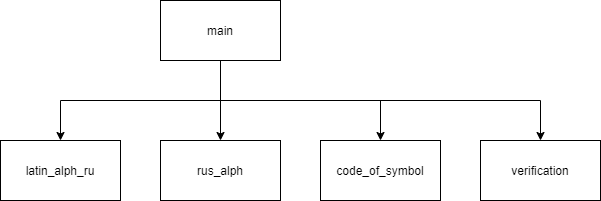 main
latin_alph_ru
rus_alph
code_of_symbol
verification